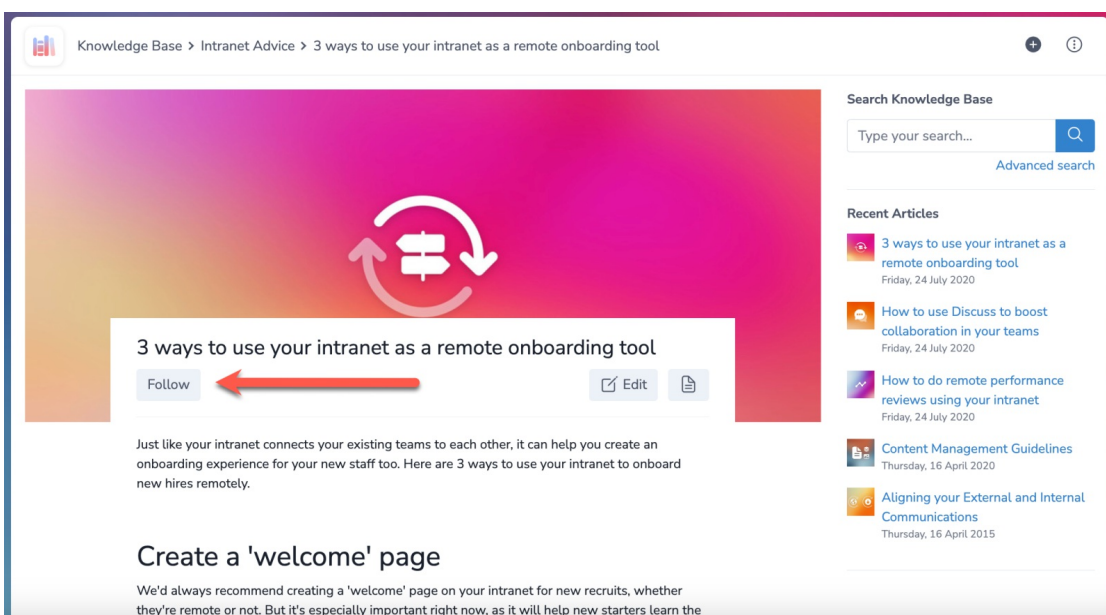 Knowledge Base > Intranet Advice > 3 ways to use your intranet as a remote onboarding tool
3 ways to use your intranet as a remote onboarding tool
Follow
Edit
Just like your intranet connects your existing teams to each other, it can help you create an
onboarding experience for your new staff too. Here are 3 ways to use your intranet to onboard
new hires remotely.
Create a 'welcome' page
We'd always recommend creating a 'welcome' page on your intranet for new recruits, whether
they're remote or not. But it's especially important right now, as it will help new starters learn the
Search Knowledge Base
Type your search...
Advanced search
Recent Articles
3 ways to use your intranet as a
remote onboarding tool
Friday, 24 July 2020
How to use Discuss to boost
collaboration in your teams
Friday, 24 July 2020
How to do remote performance
reviews using your intranet
Friday, 24 July 2020
Content Management Guidelines
Thursday, 16 April 2020
Aligning your External and Internal
Communications
Thursday, 16 April 2015